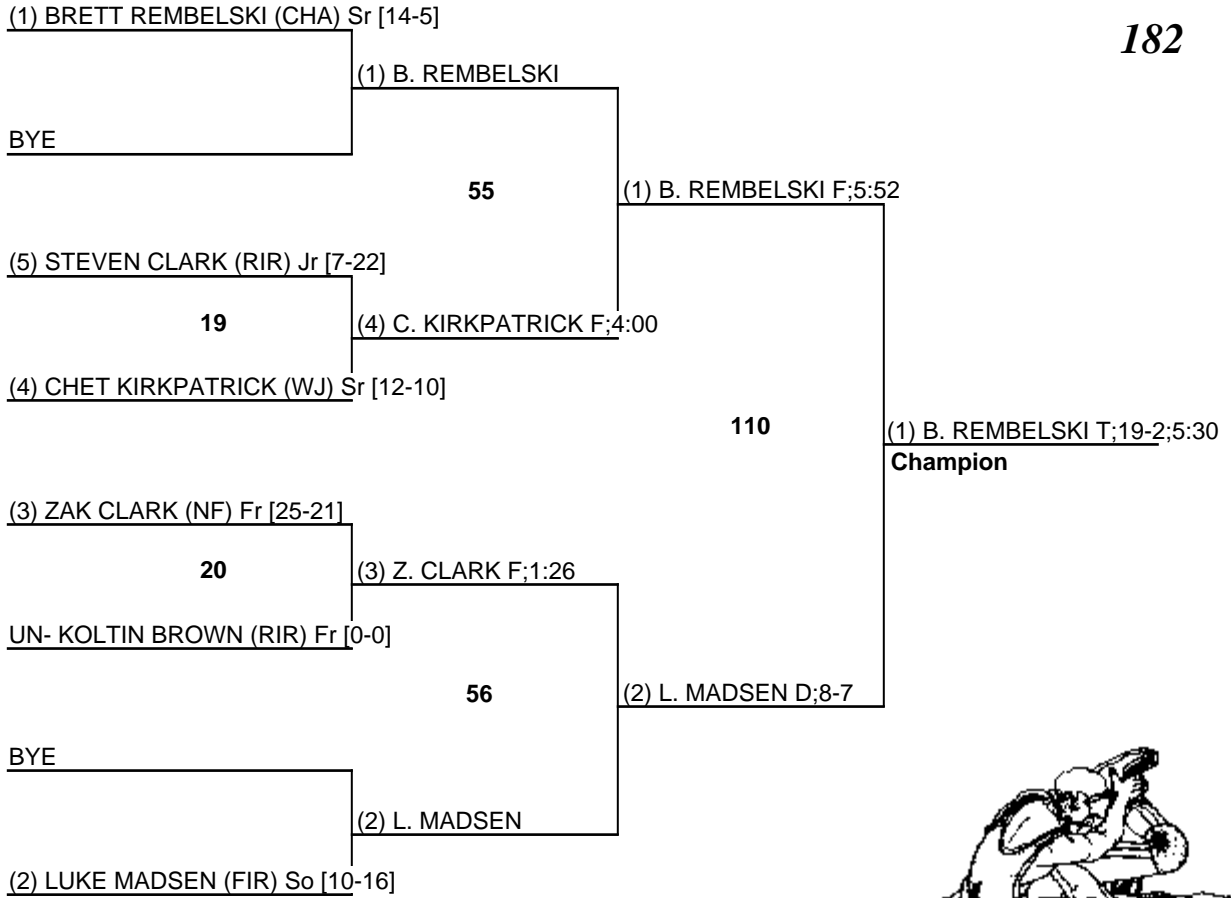 (1) BRETT REMBELSKI (CHA) Sr [14-5]
182
(1) B. REMBELSKI
BYE
55
(1) B. REMBELSKI F;5:52
(5) STEVEN CLARK (RIR) Jr [7-22]
19
(4) C. KIRKPATRICK F;4:00
(4) CHET KIRKPATRICK (WJ) Sr [12-10]
110
(1) B. REMBELSKI T;19-2;5:30
Champion
(3) ZAK CLARK (NF) Fr [25-21]
20
(3) Z. CLARK F;1:26
UN- KOLTIN BROWN (RIR) Fr [0-0]
56
(2) L. MADSEN D;8-7
BYE
(2) L. MADSEN
(2) LUKE MADSEN (FIR) So [10-16]